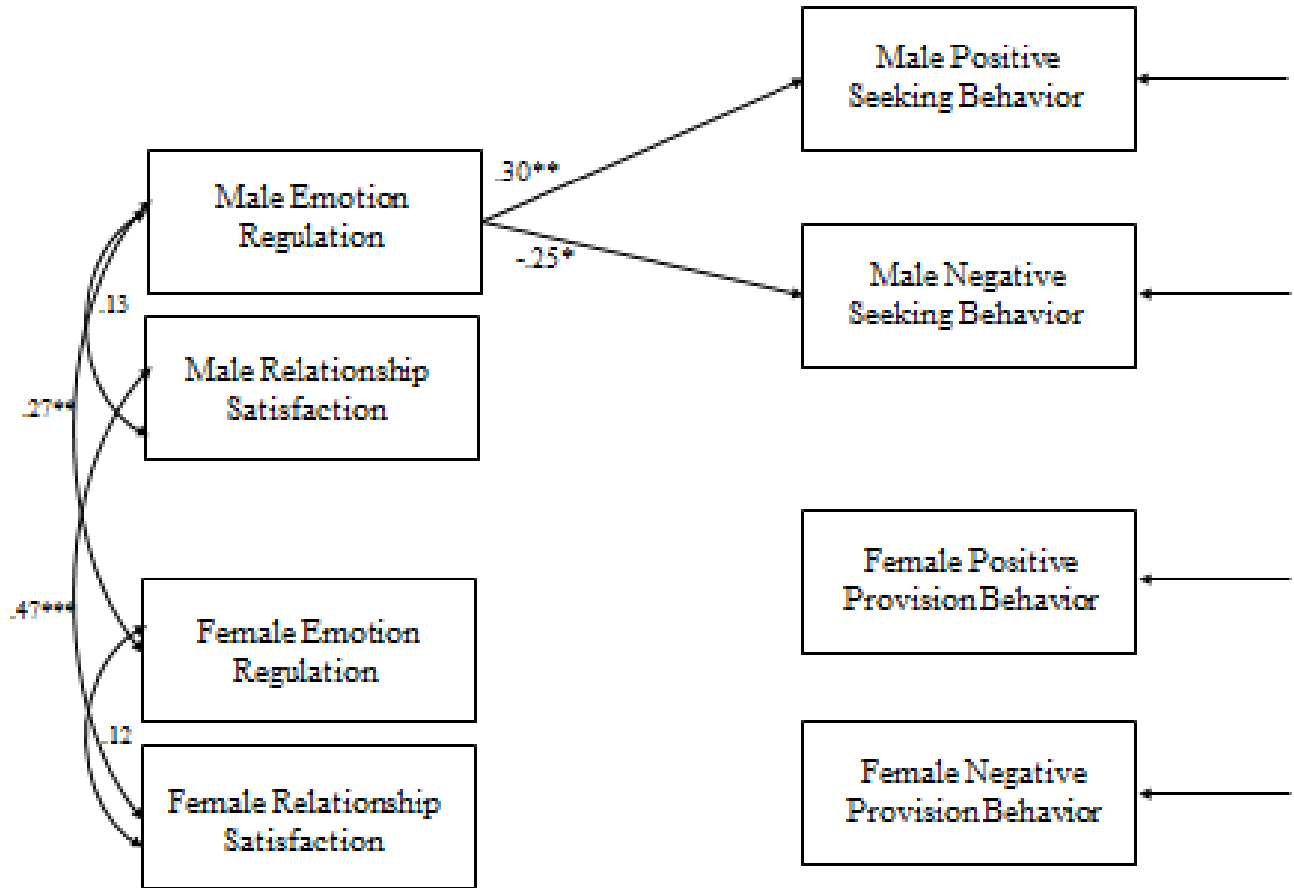 Male Positive
Seeking Behavior
.30**
Male Emotion
Regulation
-.25*
Male Negative
Seeking Behavior
.13
Male Relationship
Satisfaction
.27**
Female Positive
Provision Behavior
.47***
Female Emotion
Regulation
.12
Female Negative
Provision Behavior
Female Relationship
Satisfaction